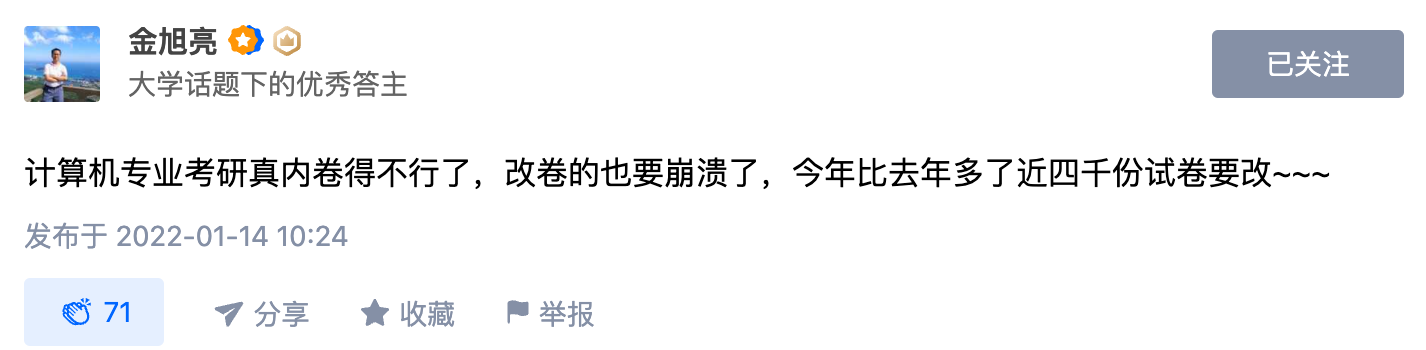 金旭亮
大学话题下的优秀答主
已关注
计算机专业考研真内卷得不行了，改卷的也要崩溃了，今年比去年多了近四千份试卷要改~~~
发布于 2022-01-14 10:24
71 分享 收藏 举报